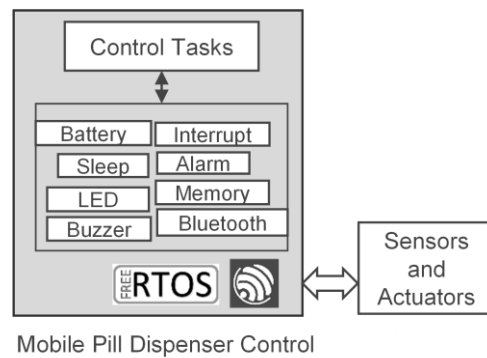 Control Tasks
Battery
Interrupt
Sleep
Alarm
LED
Memory
Buzzer
Bluetooth
FREE
RTOS
Sensors
and
Actuators
Mobile Pill Dispenser Control